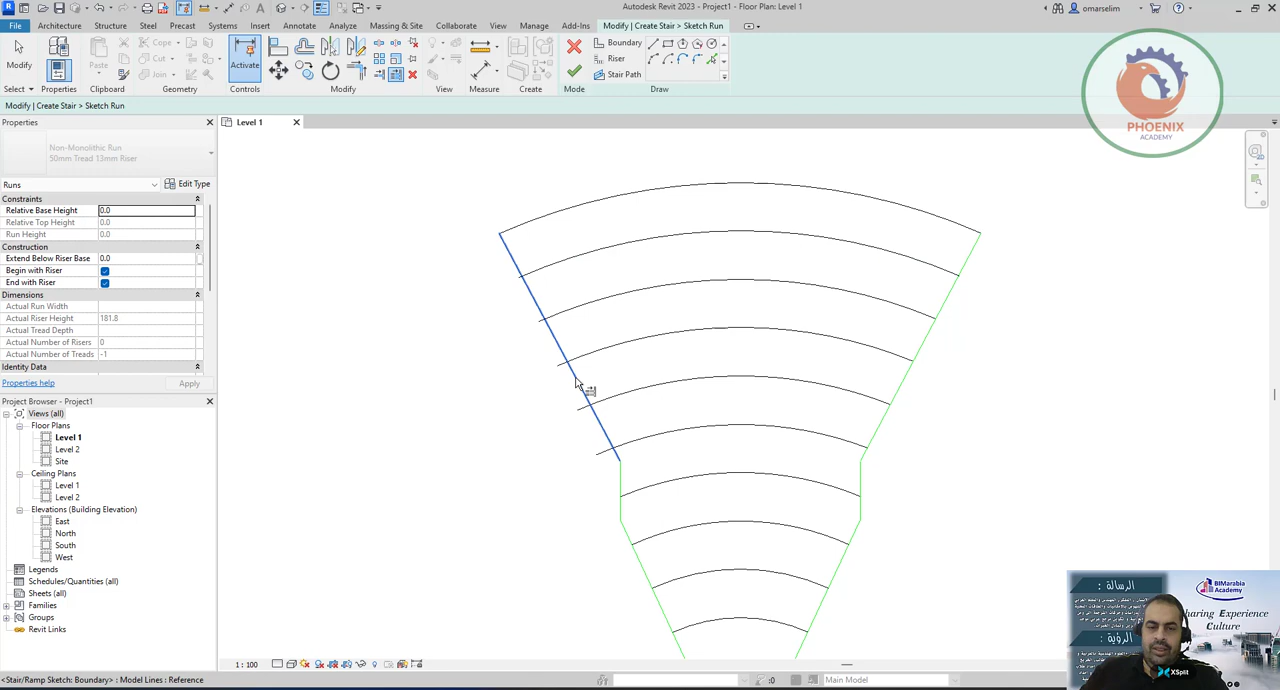 Autodesk Revit 2023 - Project1 - Floor Plan: Level 1
omarselim
File
Architecture
Structure
Steel
Precast
Systems
Insert
Annotate
Analyze
Massing & Site
Collaborate
View
Manage
Add-Ins
Modify | Create Stair > Sketch Run
Modify
Paste
Cope
Cut
Join
Activate
Boundary
Riser
Stair Path
Select
Properties
Clipboard
Geometry
Controls
Modify
View
Measure
Create
Mode
Draw
Modify | Create Stair > Sketch Run
PHOENIX
ACADEMY
Properties
Level 1
Non-Monolithic Run
50mm Tread 13mm Riser
Runs
Edit Type
Constraints
Relative Base Height 0.0
Relative Top Height 0.0
Run Height 0.0
Construction
Extend Below Riser Base 0.0
Begin with Riser
End with Riser
Dimensions
Actual Run Width
Actual Riser Height 181.8
Actual Tread Depth
Actual Number of Risers 0
Actual Number of Treads -1
Identity Data
Properties help
Apply
Project Browser - Project1
Views (all)
Floor Plans
Level 1
Level 2
Site
Ceiling Plans
Level 1
Level 2
Elevations (Building Elevation)
East
North
South
West
Legends
Schedules/Quantities (all)
Sheets (all)
Families
Groups
Revit Links
1 : 100
<Stair/Ramp Sketch: Boundary> : Model Lines : Reference
:0
Main Model
الرسالة :
الرؤية :
BIMarabia
Academy
haring Experience
Culture
XSplit